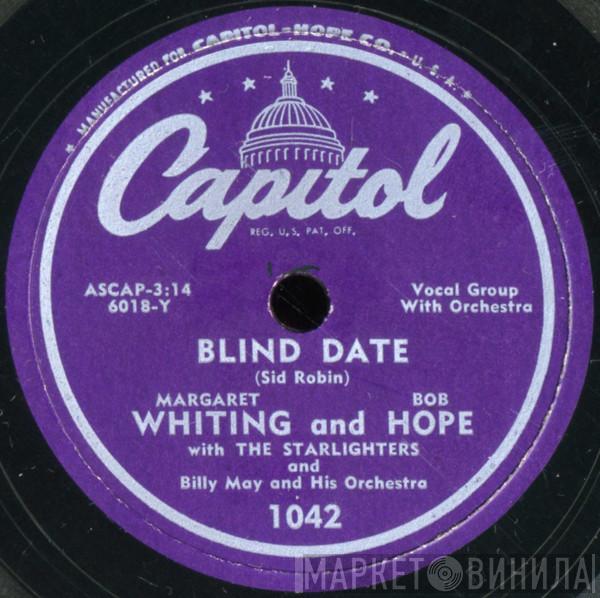 * MANUFACTURED FOR CAPITOL-HOPE CO. • U.S.A. *
Capitol
REG. U.S. PAT. OFF.
ASCAP-3:14
6018-Y
Vocal Group
With Orchestra
BLIND DATE
(Sid Robin)
MARGARET BOB
WHITING and HOPE
with THE STARLIGHTERS
and
Billy May and His Orchestra
1042
МАРКЕТ ВИНИЛА